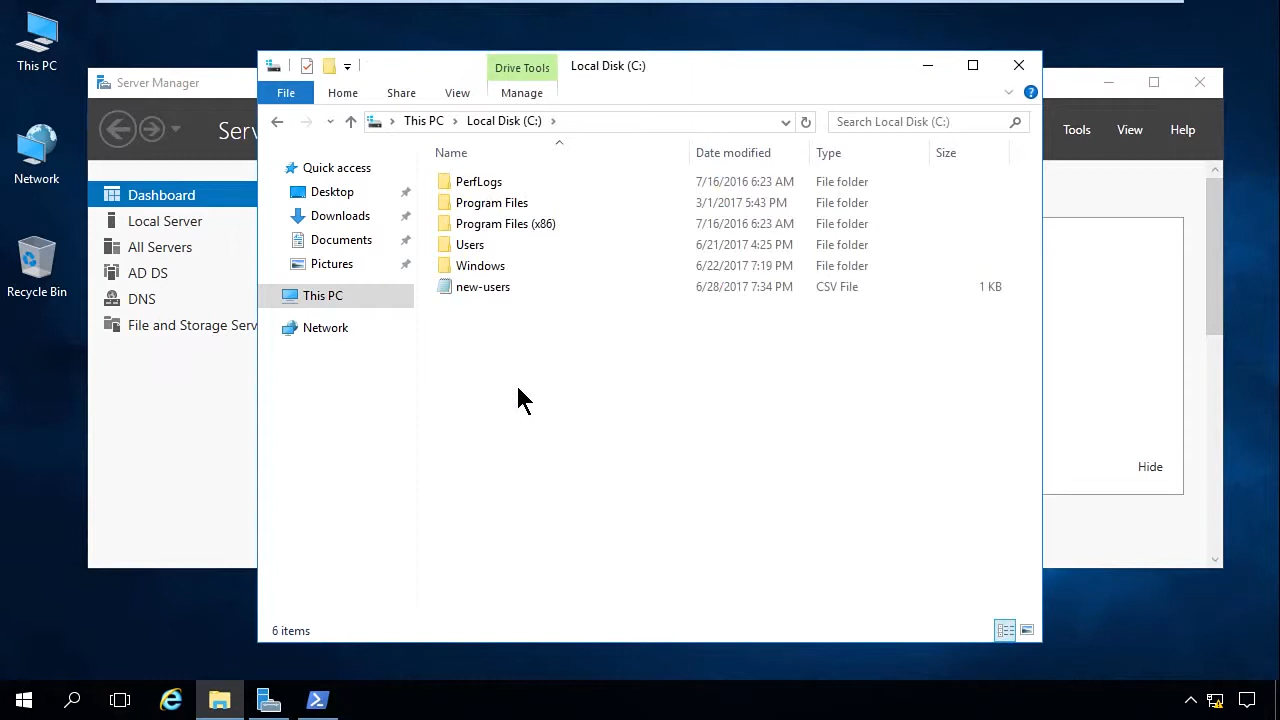 This PC
Network
Recycle Bin
Server Manager
Serv
Tools
View
Help
Dashboard
Local Server
All Servers
AD DS
DNS
File and Storage Serv
Hide
Drive Tools
Local Disk (C:)
File
Home
Share
View
Manage
This PC
Local Disk (C:)
Search Local Disk (C:)
Quick access
Desktop
Downloads
Documents
Pictures
This PC
Network
Name Date modified Type Size
PerfLogs 7/16/2016 6:23 AM File folder
Program Files 3/1/2017 5:43 PM File folder
Program Files (x86) 7/16/2016 6:23 AM File folder
Users 6/21/2017 4:25 PM File folder
Windows 6/22/2017 7:19 PM File folder
new-users 6/28/2017 7:34 PM CSV File 1 KB
6 items